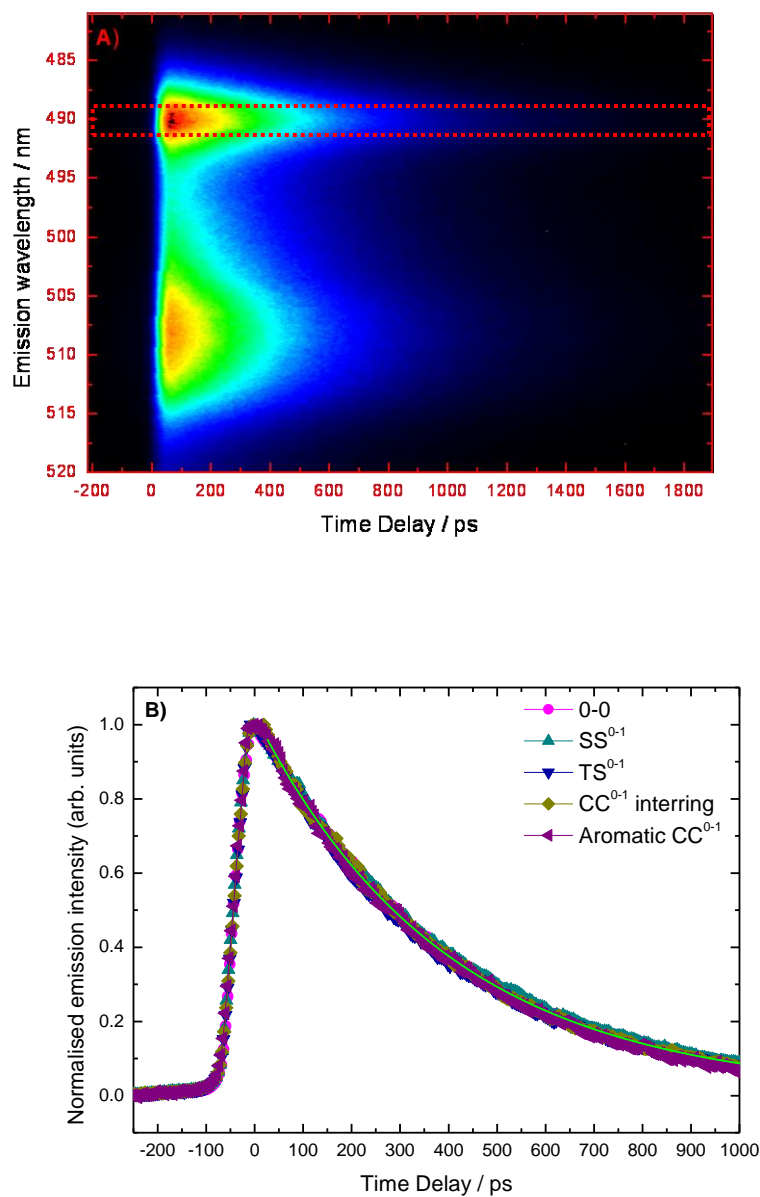 A)
485
490
495
500
505
510
515
520
Emission wavelength / nm
-200 0 200 400 600 800 1000 1200 1400 1600 1800
Time Delay / ps
B)
1.0
0.8
0.6
0.4
0.2
0.0
Normalised emission intensity (arb. units)
0-0
SS0-1
TS0-1
CC0-1 interring
Aromatic CC0-1
-200 -100 0 100 200 300 400 500 600 700 800 900 1000
Time Delay / ps